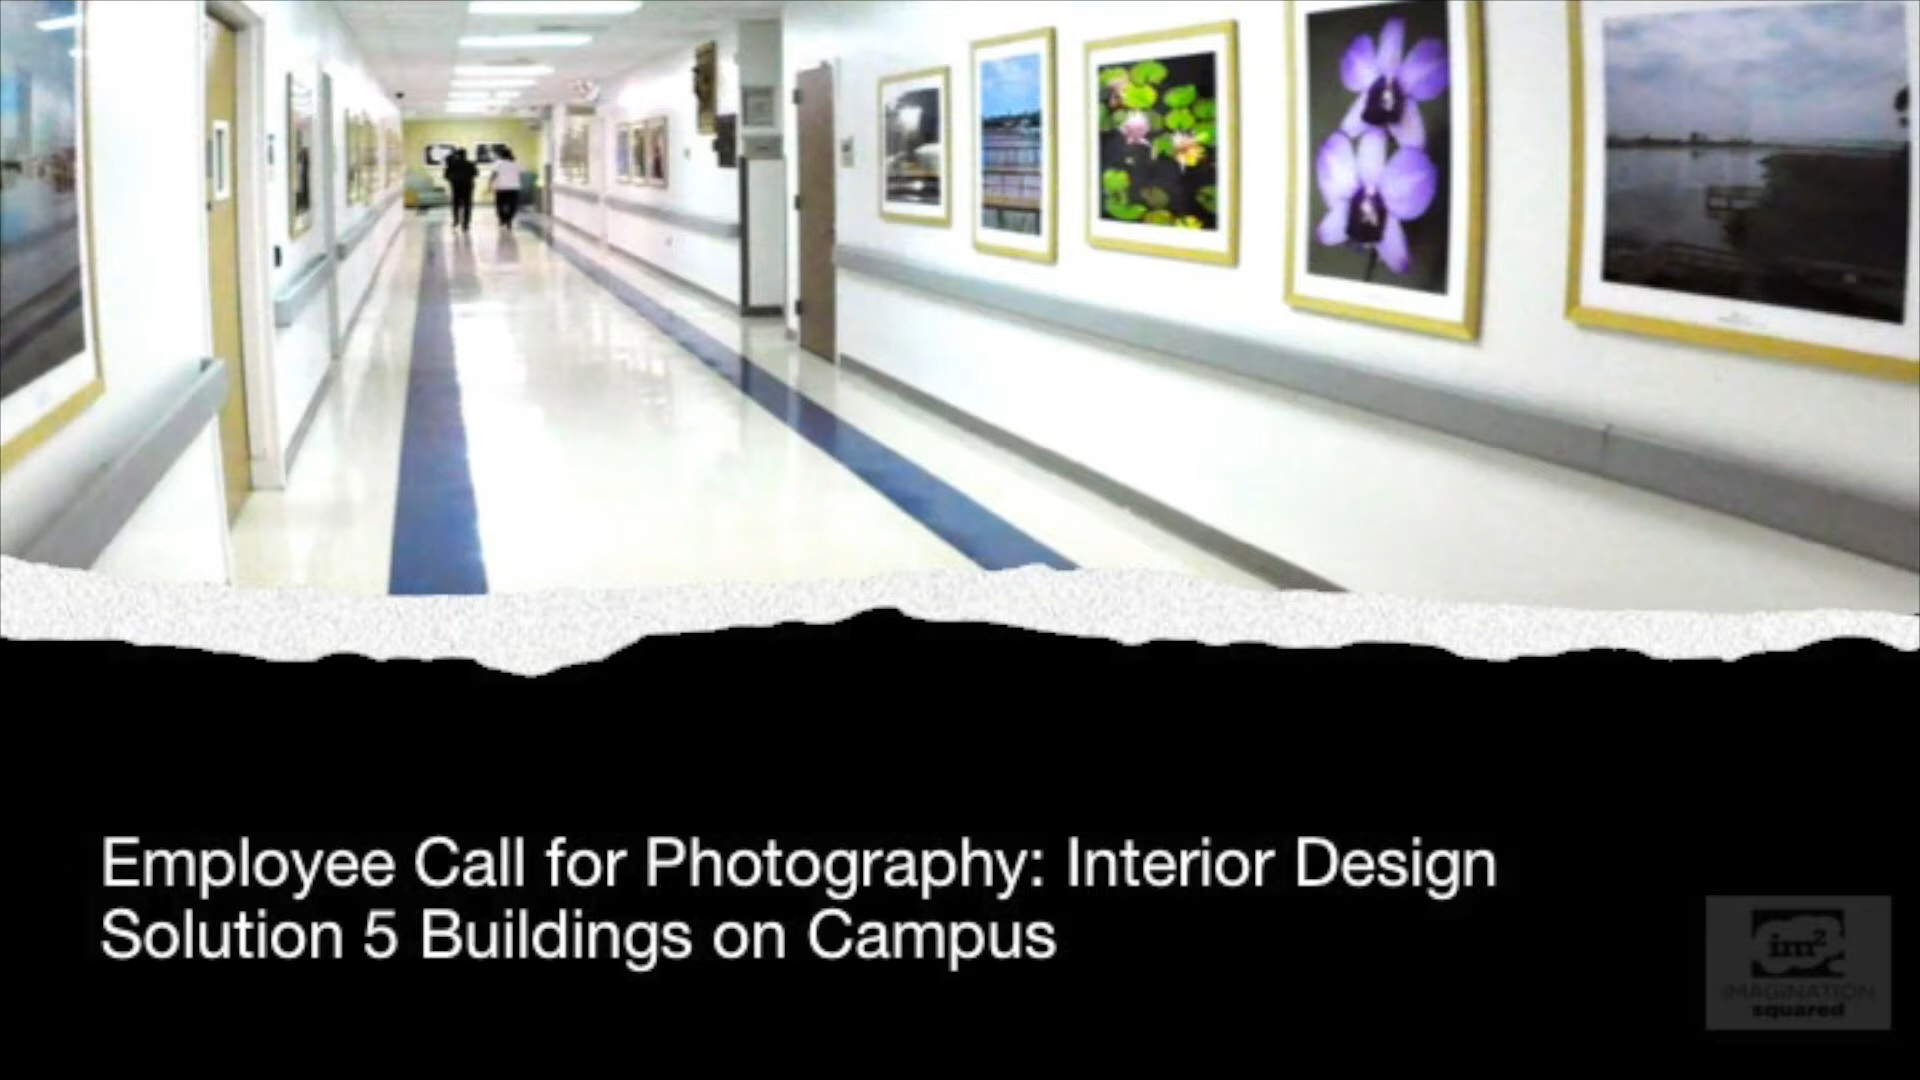 Employee Call for Photography: Interior Design
Solution 5 Buildings on Campus
im²
IMAGINATION
squared